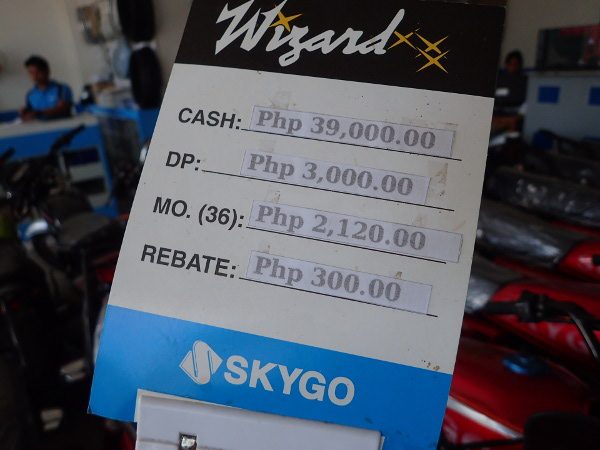 Wizard
CASH: Php 39,000.00
DP: Php 3,000.00
MO. (36): Php 2,120.00
REBATE: Php 300.00
SKYGO